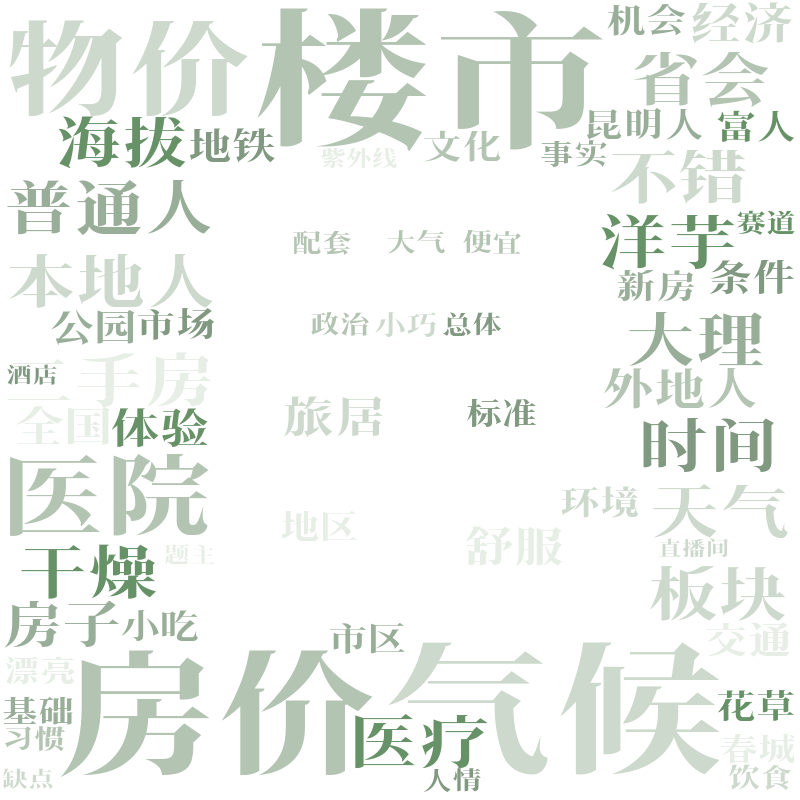 物价
楼市
机会
经济
省会
昆明人
富人
海拔
地铁
紫外线
文化
事实
不错
普通人
洋芋
赛道
配套
大气
便宜
本地人
新房
条件
公园
市场
政治
小巧
总体
大理
二手房
酒店
外地人
旅居
标准
全国
体验
时间
医院
环境
天气
地区
舒服
直播间
干燥
题主
板块
房子
小吃
市区
交通
漂亮
房价
气候
基础
习惯
医疗
花草
春城
缺点
人情
饮食